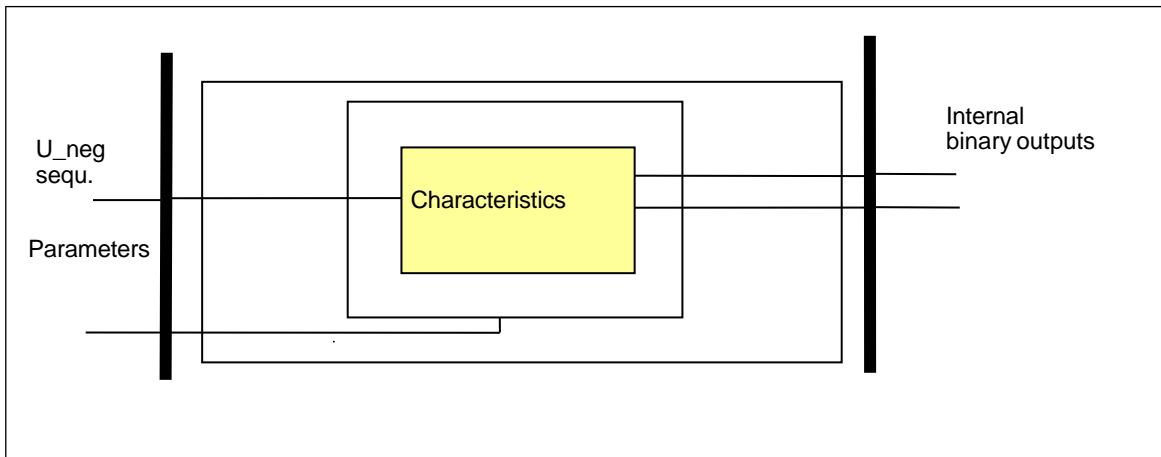 U_neg
sequ.
Parameters
Characteristics
Internal
binary outputs